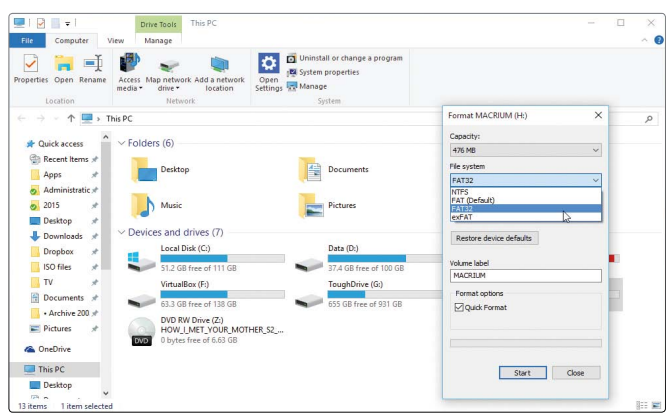 Drive Tools This PC
File Computer View Manage
Properties Open Rename
Access media
Map network drive
Add a network location
Open Settings
Uninstall or change a program
System properties
Manage
Location Network System
This PC
Quick access
Recent Items
Apps
Administratic
2015
Desktop
Downloads
Dropbox
ISO files
TV
Documents
Archive 200
Pictures
OneDrive
This PC
Desktop
Folders (6)
Desktop
Documents
Music
Pictures
Devices and drives (7)
Local Disk (C:)
51.2 GB free of 111 GB
Data (D:)
37.4 GB free of 100 GB
VirtualBox (F:)
63.3 GB free of 138 GB
ToughDrive (G:)
655 GB free of 931 GB
DVD RW Drive (Z:)
HOW_I_MET_YOUR_MOTHER_S2_...
0 bytes free of 6.63 GB
DVD
Format MACRIUM (H:)
Capacity:
476 MB
File system
FAT32
NTFS
FAT (Default)
FAT32
exFAT
Restore device defaults
Volume label
MACRIUM
Format options
Quick Format
Start Close
13 items 1 item selected